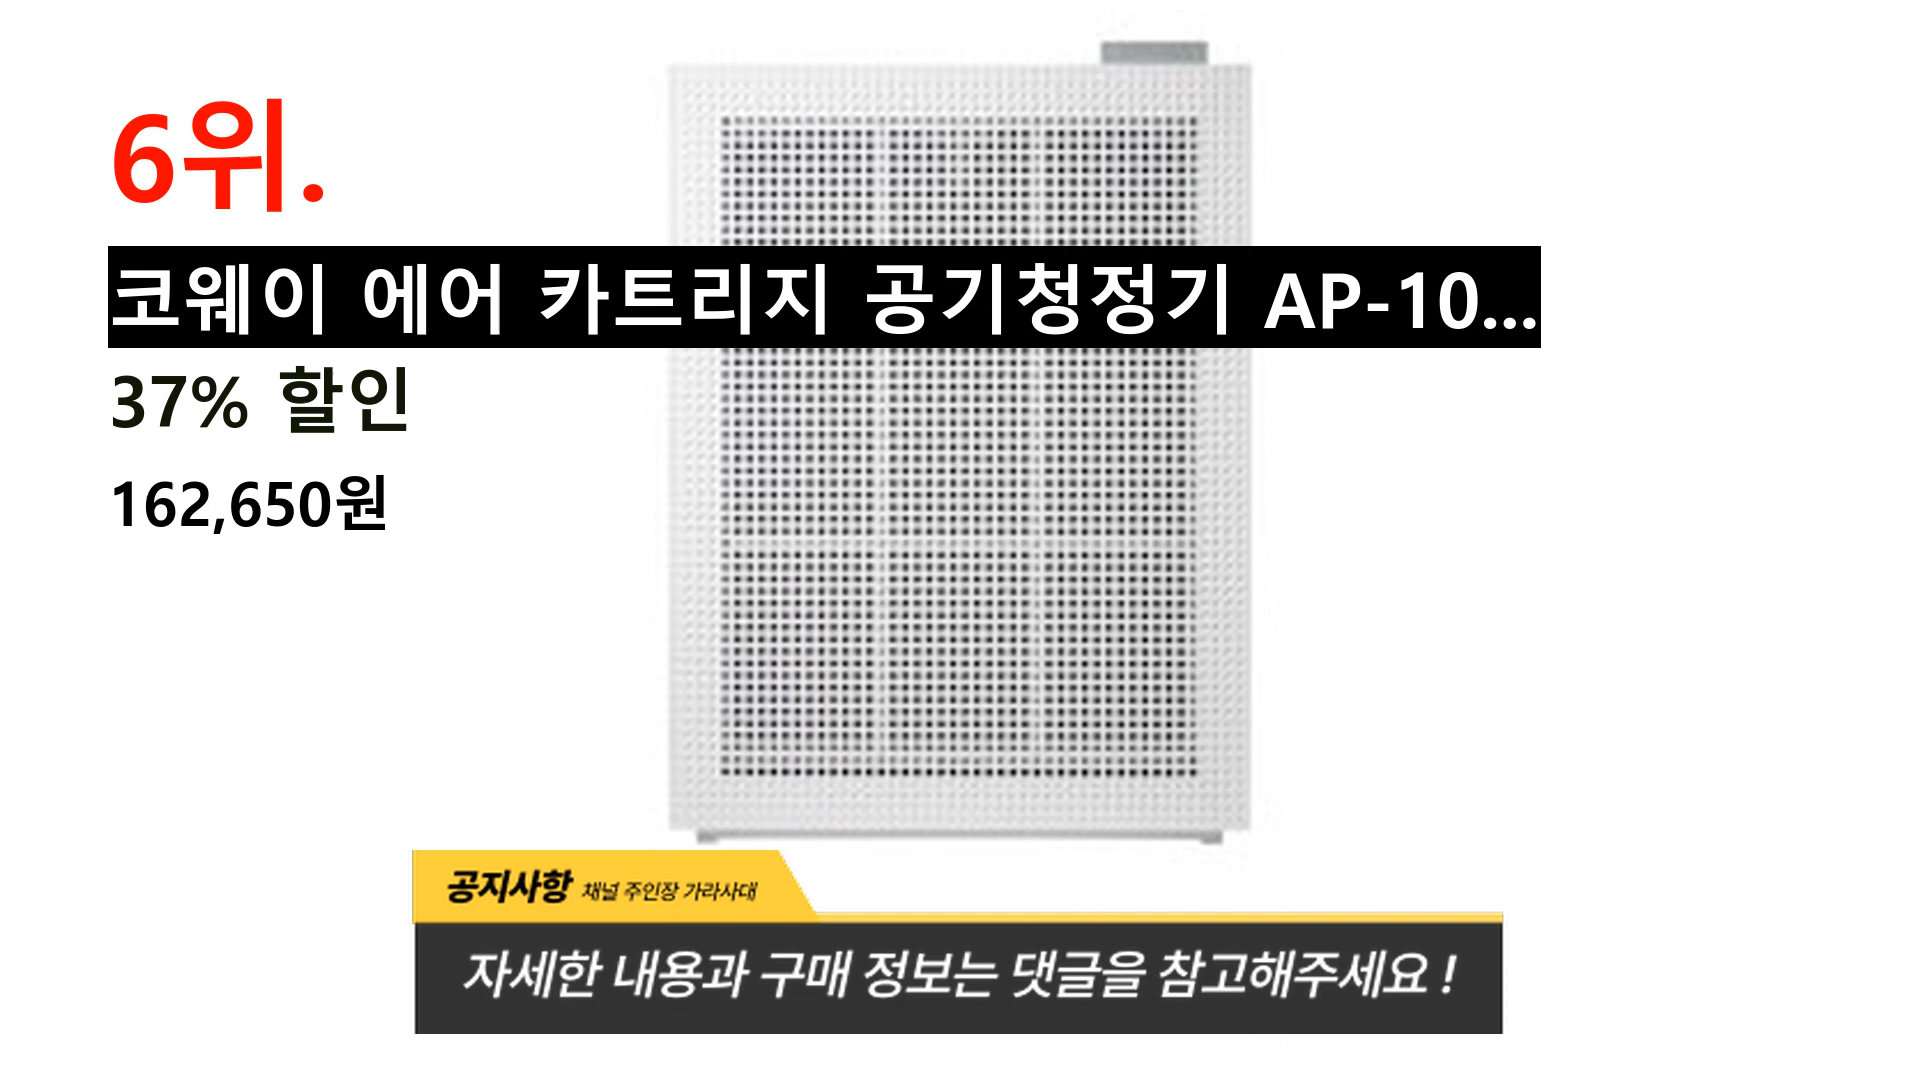 6위.
코웨이 에어 카트리지 공기청정기 AP-10...
37% 할인
162,650원
공지사항 채널 주인장 가라사대
자세한 내용과 구매 정보는 댓글을 참고해주세요 !